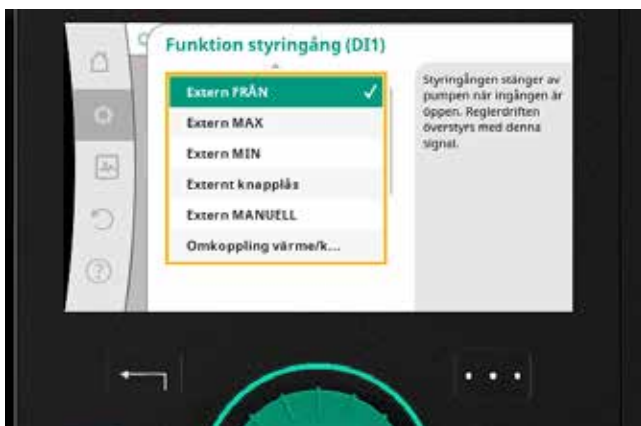 Funktion styringång (DI1)
Extern FRÅN
Extern MAX
Extern MIN
Externt knapplås
Extern MANUELL
Omkoppling värme/k...
Styringången stänger av
pumpen när ingången är
öppen. Reglerdriften
överstyrs med denna
signal.